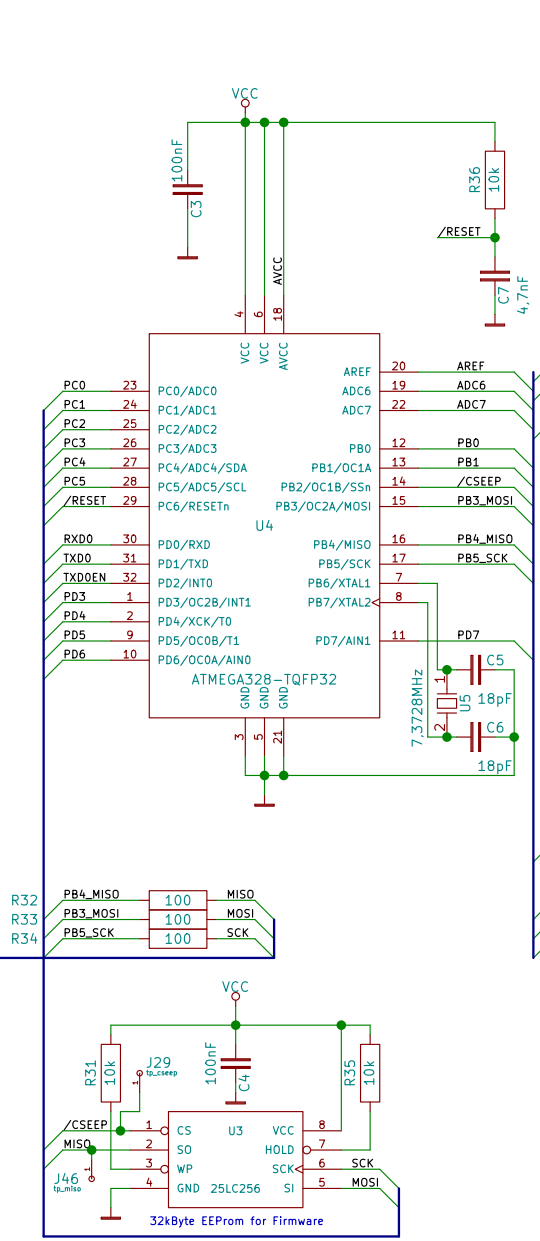 VCC
100nF
C3
R36
10k
/RESET
C7
4,7nF
AVCC
4
6
18
VCC
VCC
AVCC
PC0 23 PC0/ADC0
PC1 24 PC1/ADC1
PC2 25 PC2/ADC2
PC3 26 PC3/ADC3
PC4 27 PC4/ADC4/SDA
PC5 28 PC5/ADC5/SCL
/RESET 29 PC6/RESETn
RXD0 30 PD0/RXD
TXD0 31 PD1/TXD
TXD0EN 32 PD2/INT0
PD3 1 PD3/OC2B/INT1
PD4 2 PD4/XCK/T0
PD5 9 PD5/OC0B/T1
PD6 10 PD6/OC0A/AIN0
AREF 20 AREF
ADC6 19 ADC6
ADC7 22 ADC7
PB0 12 PB0
PB1/OC1A 13 PB1
PB2/OC1B/SSn 14 /CSEEP
PB3/OC2A/MOSI 15 PB3_MOSI
PB4/MISO 16 PB4_MISO
PB5/SCK 17 PB5_SCK
PB6/XTAL1 7
PB7/XTAL2 8
PD7/AIN1 11 PD7
U4
ATMEGA328-TQFP32
GND
GND
GND
3
5
21
7,3728MHz
1
2
U5
C5
18pF
C6
18pF
R32 PB4_MISO 100 MISO
R33 PB3_MOSI 100 MOSI
R34 PB5_SCK 100 SCK
VCC
R31
10k
J29
tp_cseep
1
100nF
C4
R35
10k
/CSEEP 1 CS
MISO 2 SO
3 WP
4 GND
J46
tp_miso
1
U3
25LC256
VCC 8
HOLD 7
SCK 6 SCK
SI 5 MOSI
32kByte EEProm for Firmware